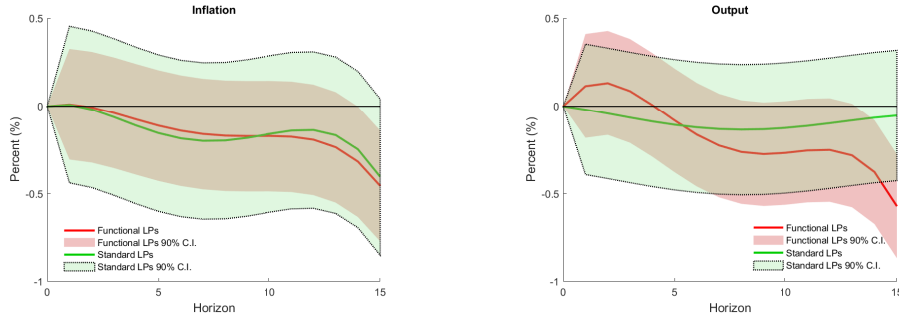 Inflation
0.5
0
-0.5
-1
Percent (%)
0
5
10
15
Horizon
Functional LPs
Functional LPs 90% C.I.
Standard LPs
Standard LPs 90% C.I.
Output
0.5
0
-0.5
-1
Percent (%)
0
5
10
15
Horizon
Functional LPs
Functional LPs 90% C.I.
Standard LPs
Standard LPs 90% C.I.